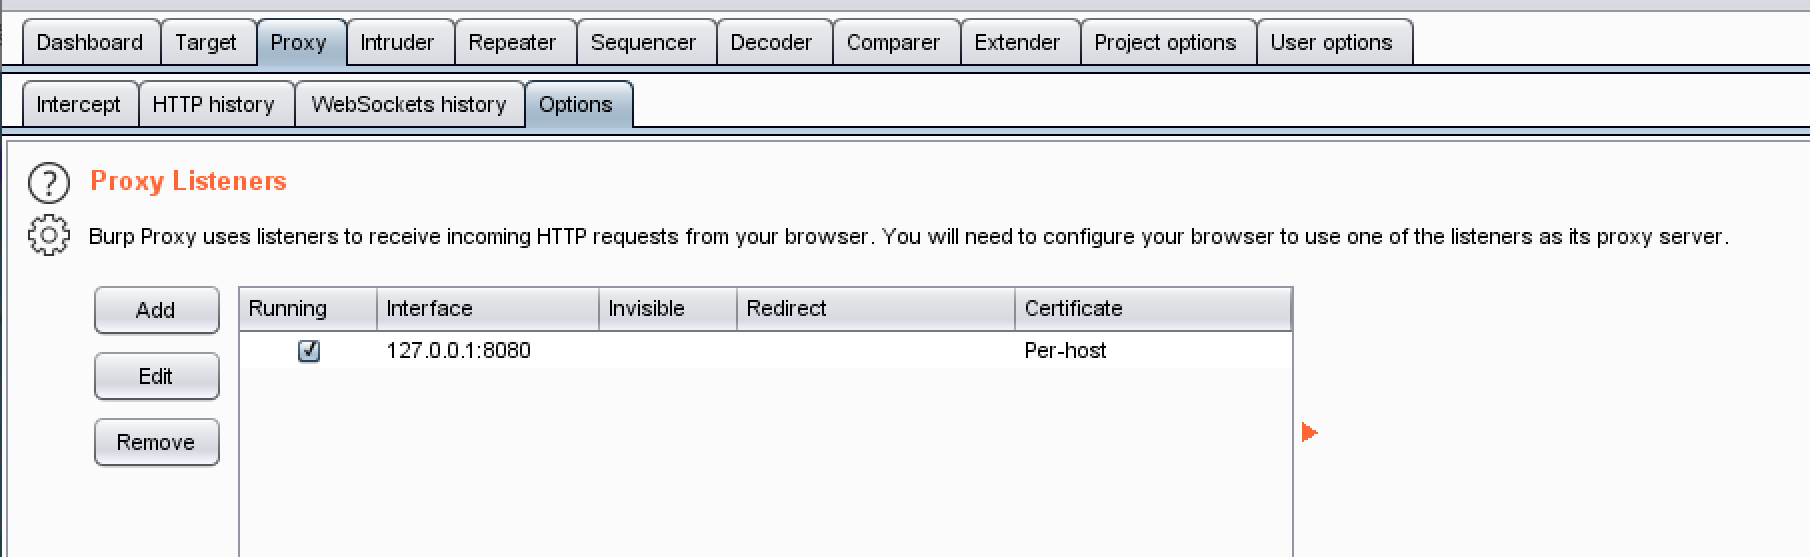 Dashboard Target Proxy Intruder Repeater Sequencer Decoder Comparer Extender Project options User options
Intercept HTTP history WebSockets history Options
? Proxy Listeners
Burp Proxy uses listeners to receive incoming HTTP requests from your browser. You will need to configure your browser to use one of the listeners as its proxy server.
Add Running Interface Invisible Redirect Certificate
127.0.0.1:8080 Per-host
Edit
Remove